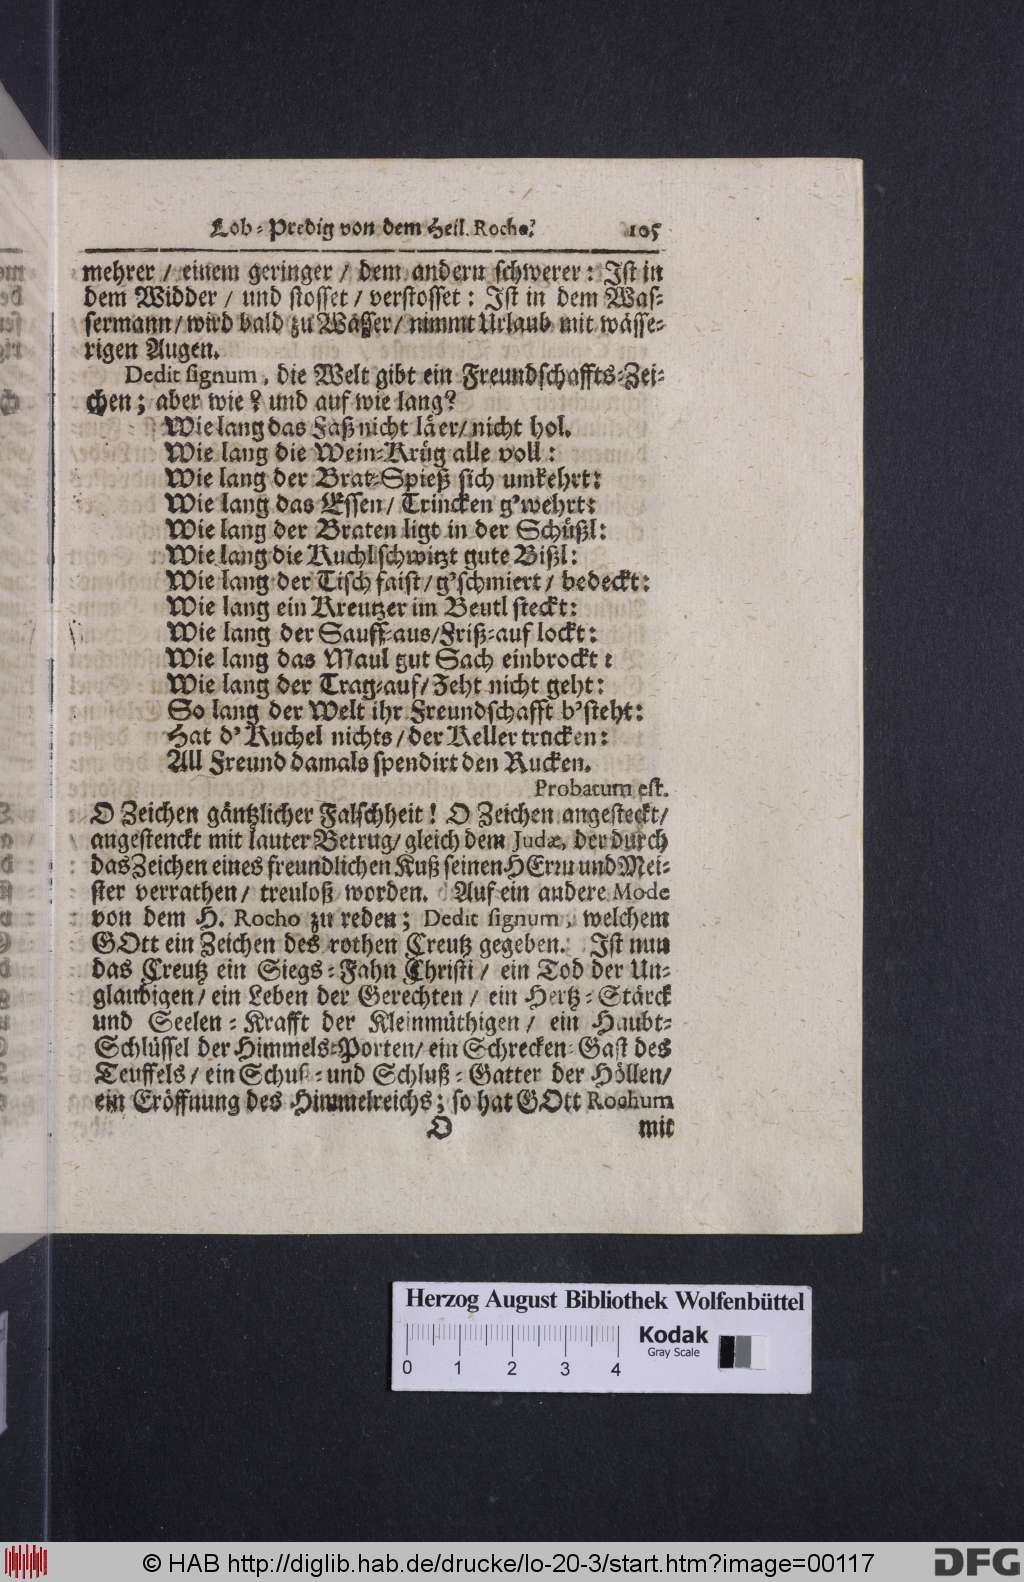 Lob-Predig von dem Heil. Rocho. 105
mehrer / einem geringer / dem andern schwerer: Ist in
dem Widder / und stosset / verstosset: Ist in dem Was-
sermann / wird bald zu Wässer / nimmt Urlaub mit wässe-
rigen Augen.
Dedit signum, die Welt gibt ein Freundschaffts-Zei-
chen; aber wie? und auf wie lang?
Wie lang das Faß nicht läer / nicht hol.
Wie lang die Wein-Krüg alle voll:
Wie lang der Brat-Spieß sich umkehrt:
Wie lang das Essen / Trincken g'wehrt:
Wie lang der Braten ligt in der Schüßl:
Wie lang die Kuchl schwitzt gute Bißl:
Wie lang der Tisch faist / g'schmiert / bedeckt:
Wie lang ein Kreutzer im Beutl steckt:
Wie lang der Sauff-aus / Friß-auf lockt:
Wie lang das Maul gut Sach einbrockt:
Wie lang der Trag-auf / Zeht nicht geht:
So lang der Welt ihr Freundschafft b'steht:
Hat d' Kuchel nichts / der Keller trucken:
All Freund damals spendirt den Rucken.
Probatum est.
O Zeichen gäntzlicher Falschheit! O Zeichen angesteckt /
angestenckt mit lauter Betrug / gleich dem Judæ, der durch
das Zeichen eines freundlichen Kuß seinen HErrn und Mei-
ster verrathen / treuloß worden. Auf ein andere Mode
von dem H. Rocho zu reden; Dedit signum, welchem
GOtt ein Zeichen des rothen Creutz gegeben. Ist nun
das Creutz ein Siegs-Fahn Christi / ein Tod der Un-
glaubigen / ein Leben der Gerechten / ein Hertz-Stärck
und Seelen-Krafft der Kleinmüthigen / ein Haubt-
Schlüssel der Himmels-Porten / ein Schrecken-Gast des
Teuffels / ein Schuß- und Schluß-Gatter der Höllen /
ein Eröffnung des Himmelreichs; so hat GOtt Rochum
O mit
Herzog August Bibliothek Wolfenbüttel
0 1 2 3 4
Kodak
Gray Scale
© HAB http://diglib.hab.de/drucke/lo-20-3/start.htm?image=00117
DFG